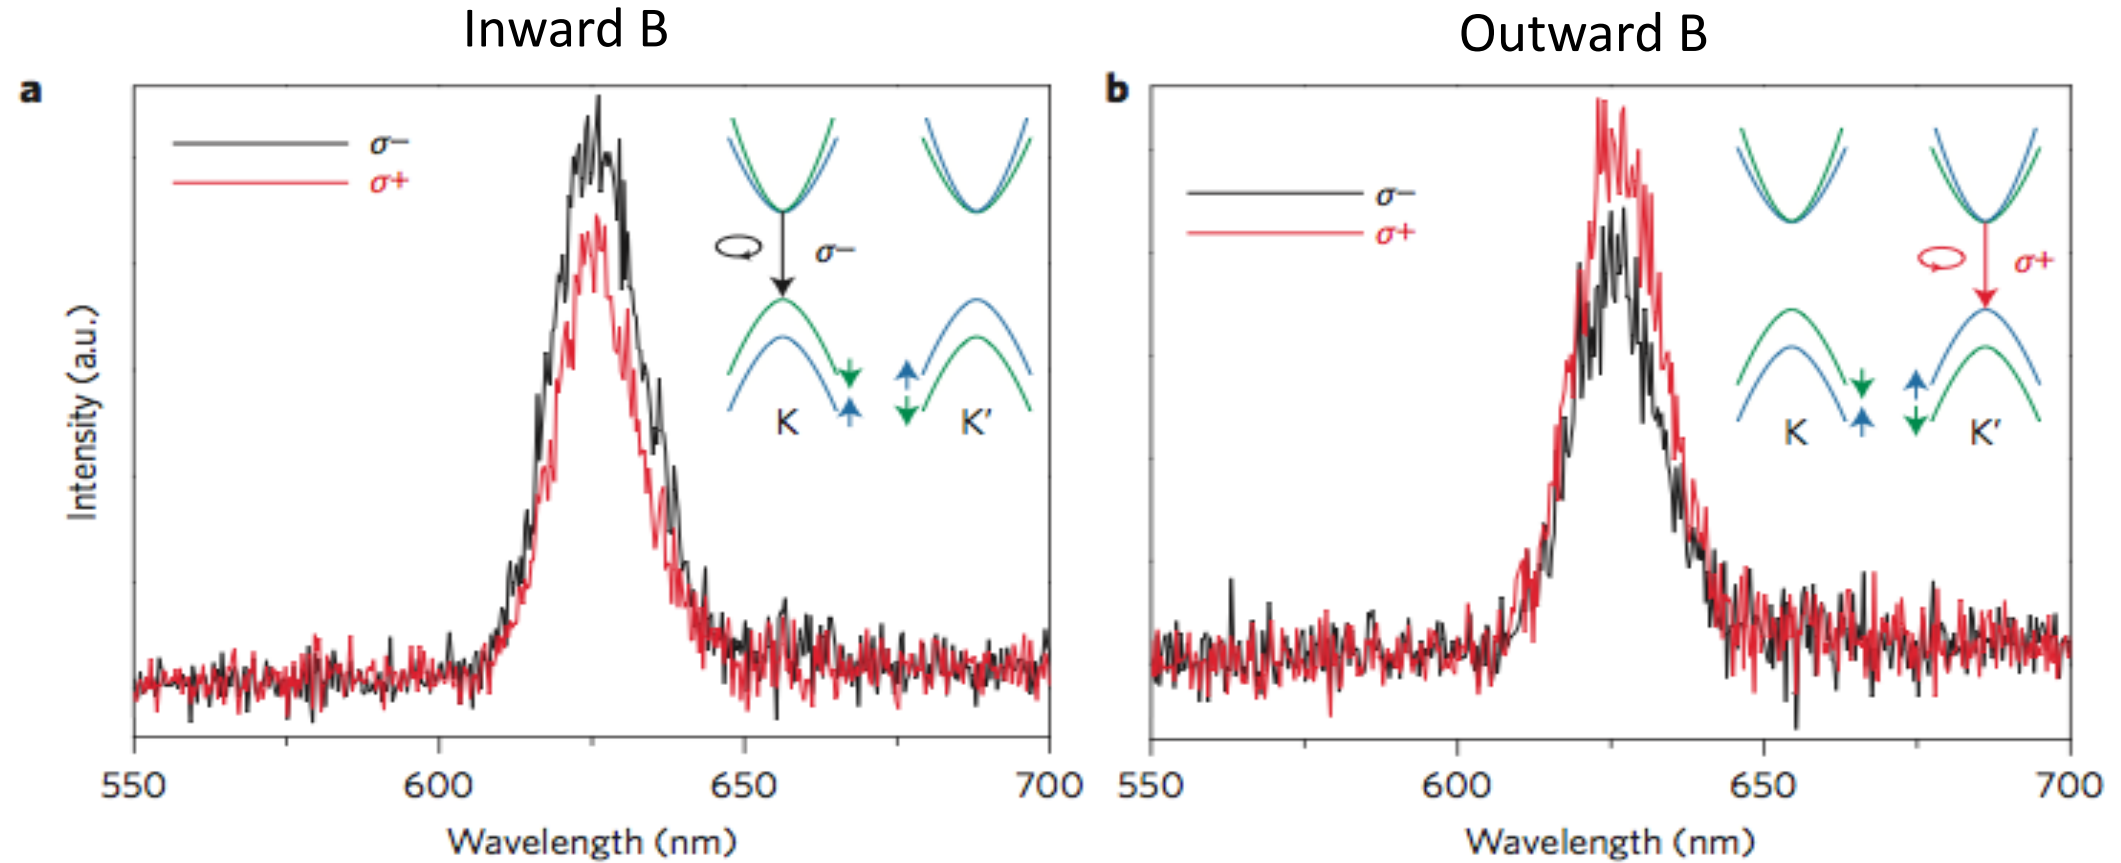 Inward B
Outward B
a
σ−
σ+
σ−
K
K′
Intensity (a.u.)
550
600
650
700
Wavelength (nm)
b
σ−
σ+
σ+
K
K′
550
600
650
700
Wavelength (nm)